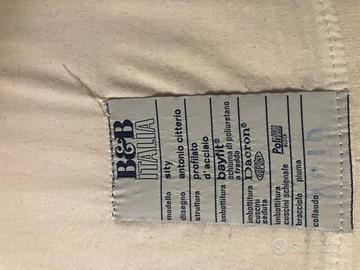 B&B
ITALIA
modello sity
disegno antonio citterio
struttura profilato
d'acciaio
imbottitura bayfit®
schiuma di poliuretano
a freddo
imbottitura Dacron®
cuscini
seduta
imbottitura
cuscini schienale
bracciolo piuma
collaudo